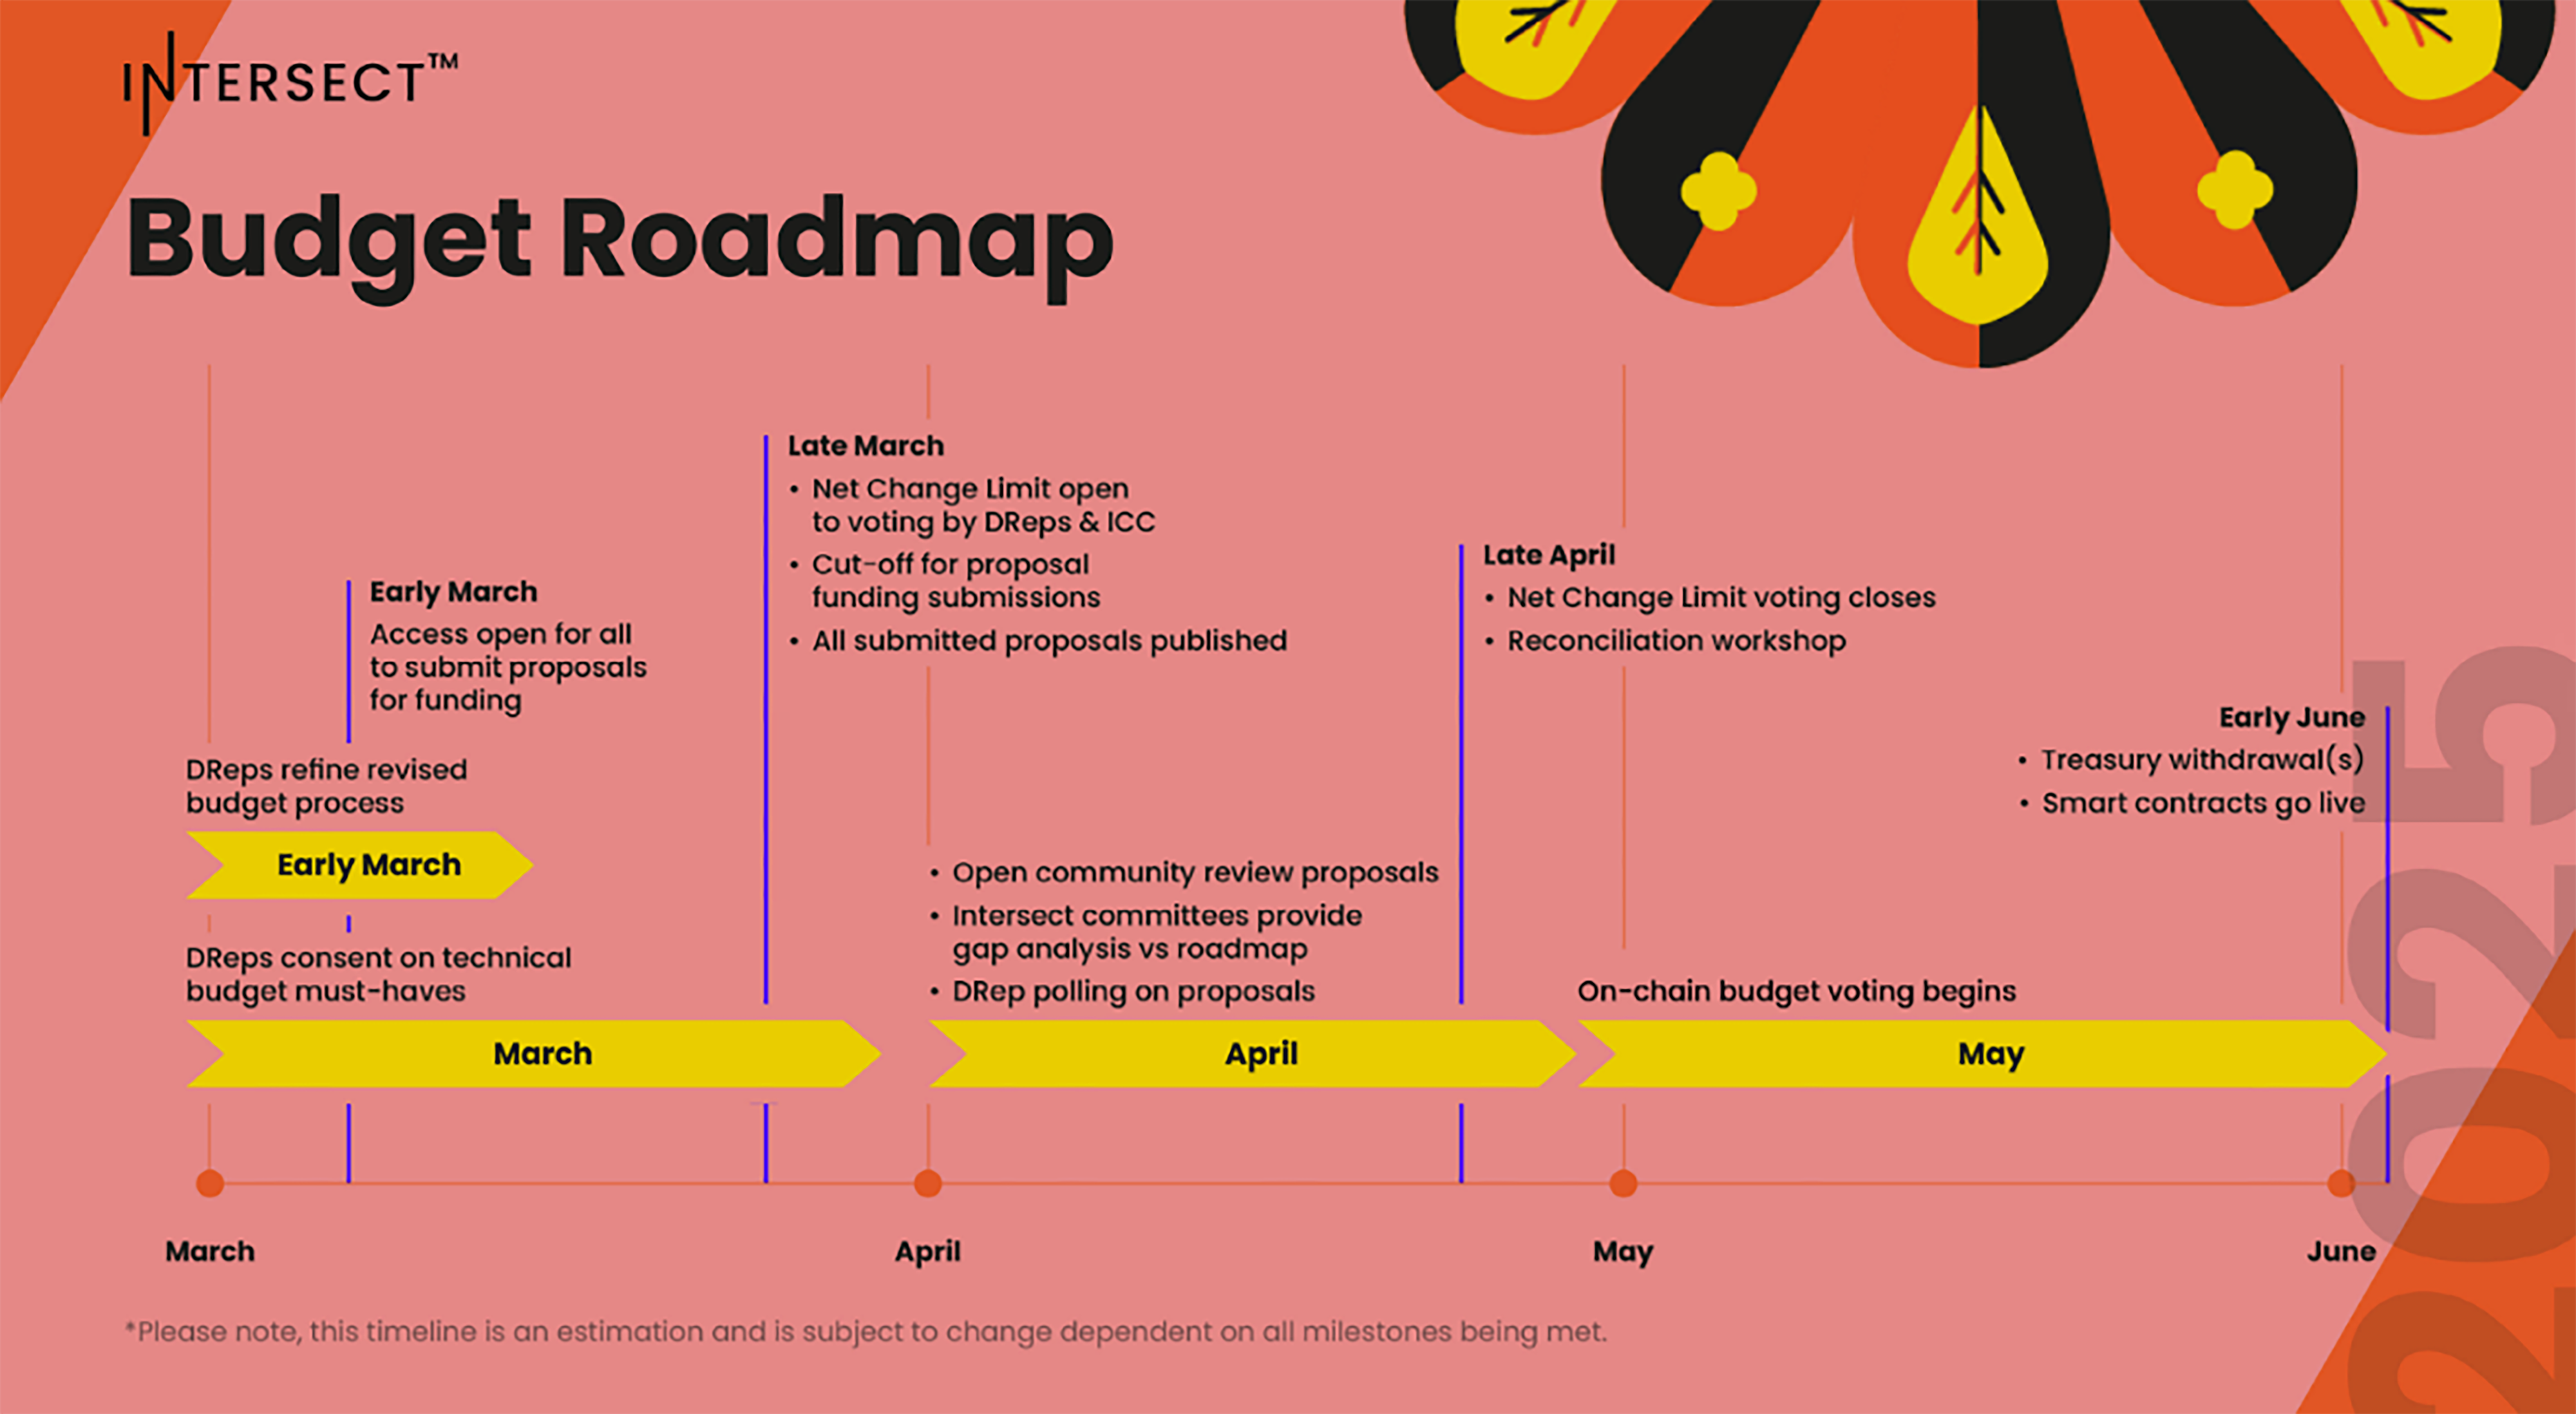 INTERSECT™
Budget Roadmap
Late March
• Net Change Limit open
to voting by DReps & ICC
• Cut-off for proposal
funding submissions
• All submitted proposals published
Late April
• Net Change Limit voting closes
• Reconciliation workshop
Early March
Access open for all
to submit proposals
for funding
Early June
• Treasury withdrawal(s)
• Smart contracts go live
DReps refine revised
budget process
Early March
DReps consent on technical
budget must-haves
• Open community review proposals
• Intersect committees provide
gap analysis vs roadmap
• DRep polling on proposals
On-chain budget voting begins
March
April
May
March
April
May
June
2025
*Please note, this timeline is an estimation and is subject to change dependent on all milestones being met.